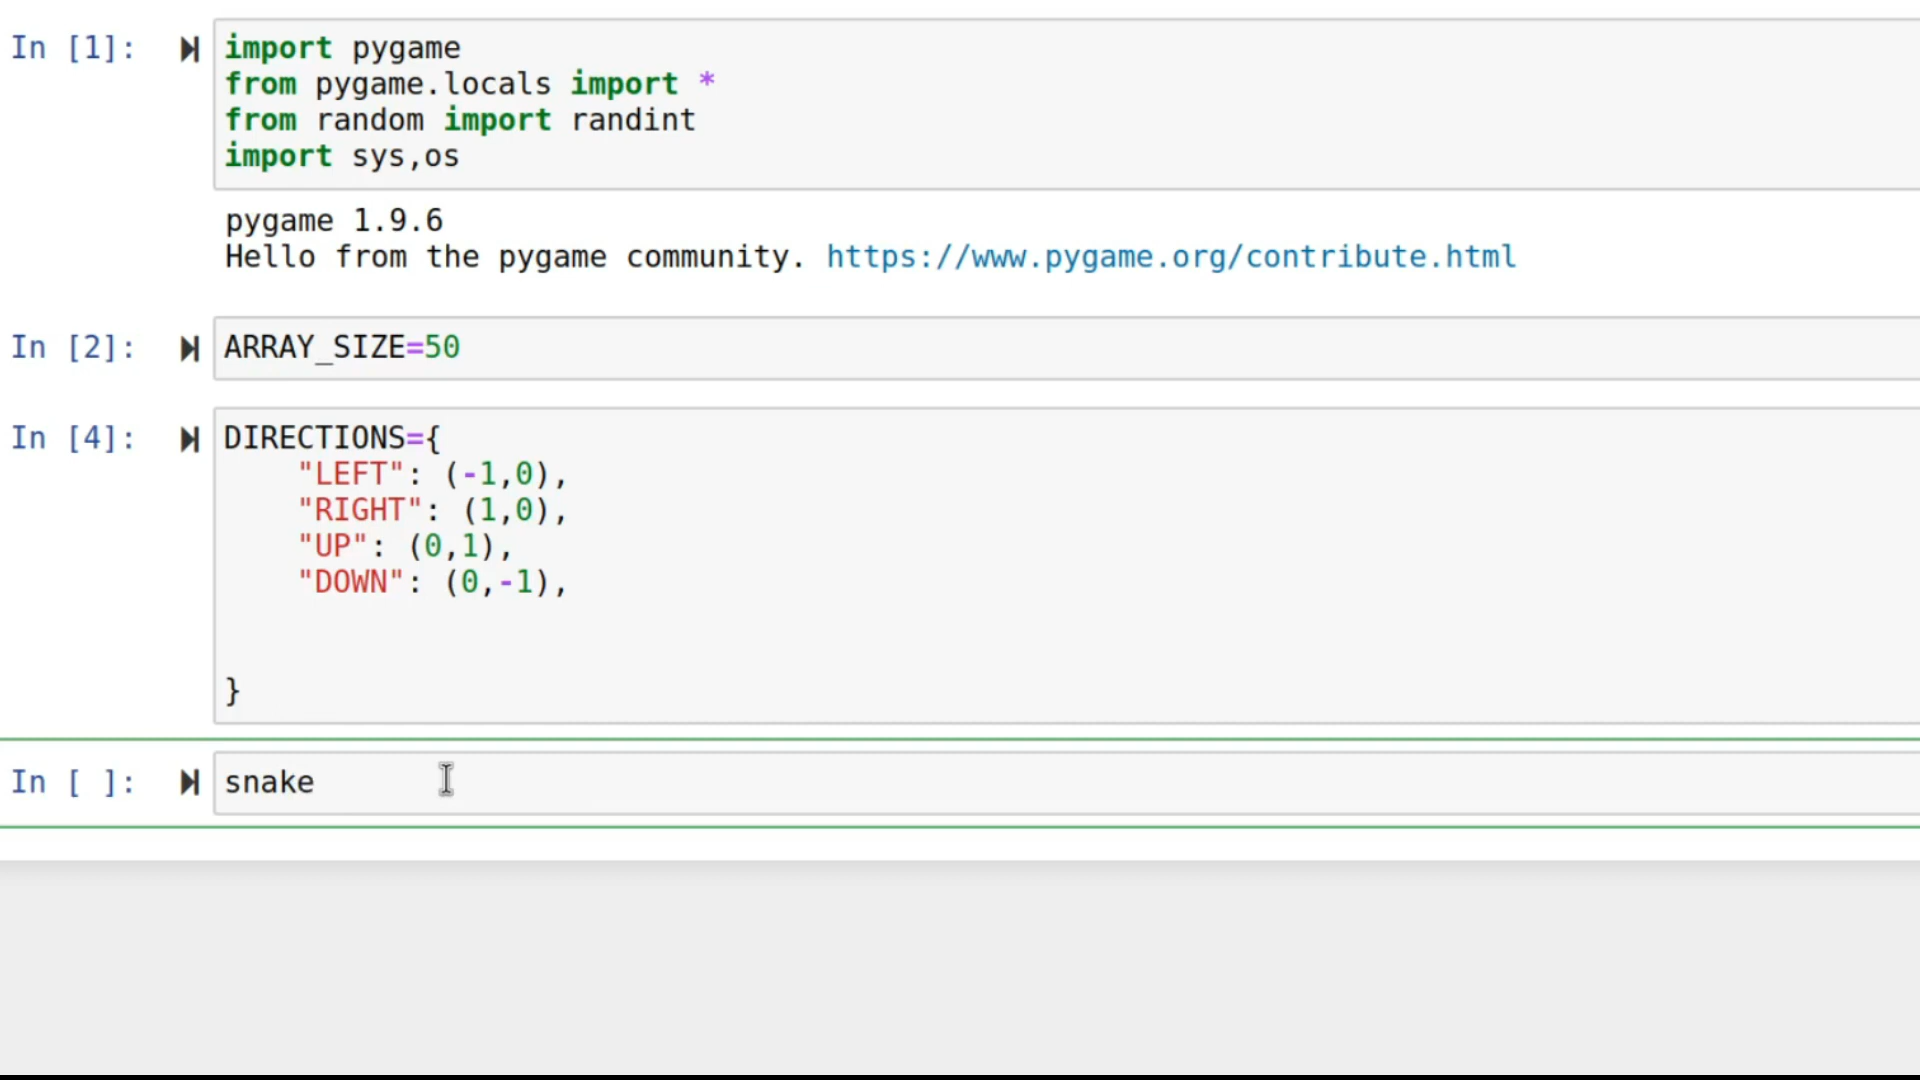 In [1]:
import pygame
from pygame.locals import *
from random import randint
import sys,os
pygame 1.9.6
Hello from the pygame community. https://www.pygame.org/contribute.html
In [2]:
ARRAY_SIZE=50
In [4]:
DIRECTIONS={
    "LEFT": (-1,0),
    "RIGHT": (1,0),
    "UP": (0,1),
    "DOWN": (0,-1),
}
In [ ]:
snake